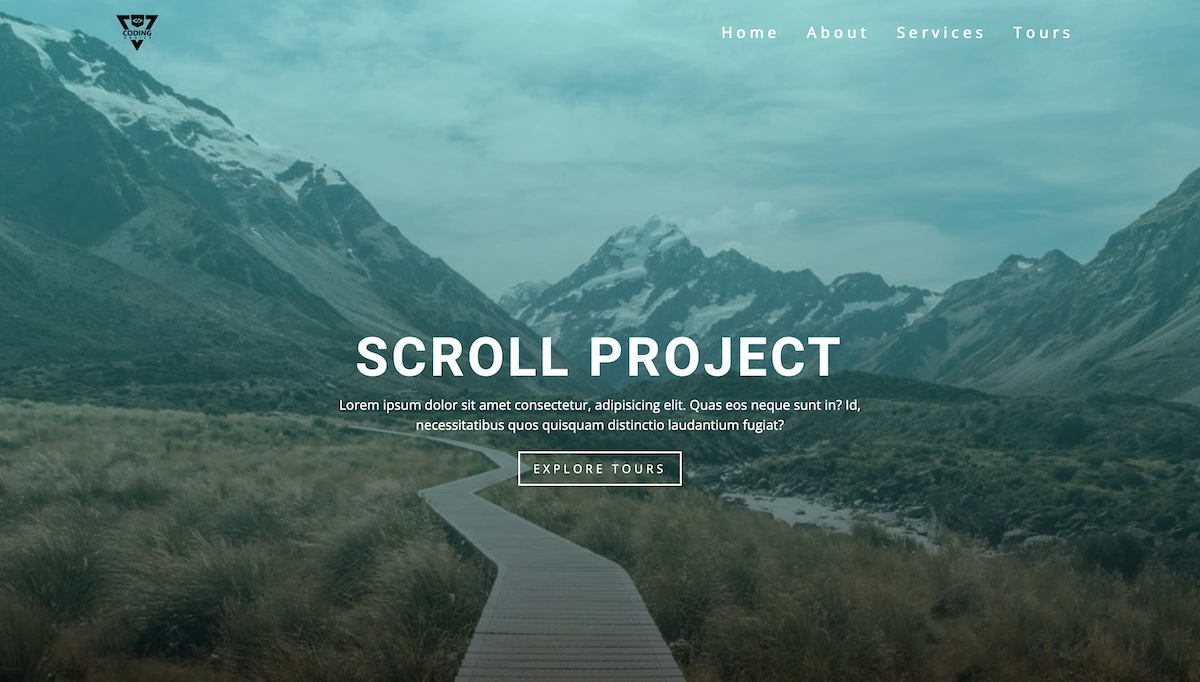 CODING
Home About Services Tours
SCROLL PROJECT
Lorem ipsum dolor sit amet consectetur, adipisicing elit. Quas eos neque sunt in? Id,
necessitatibus quos quisquam distinctio laudantium fugiat?
EXPLORE TOURS